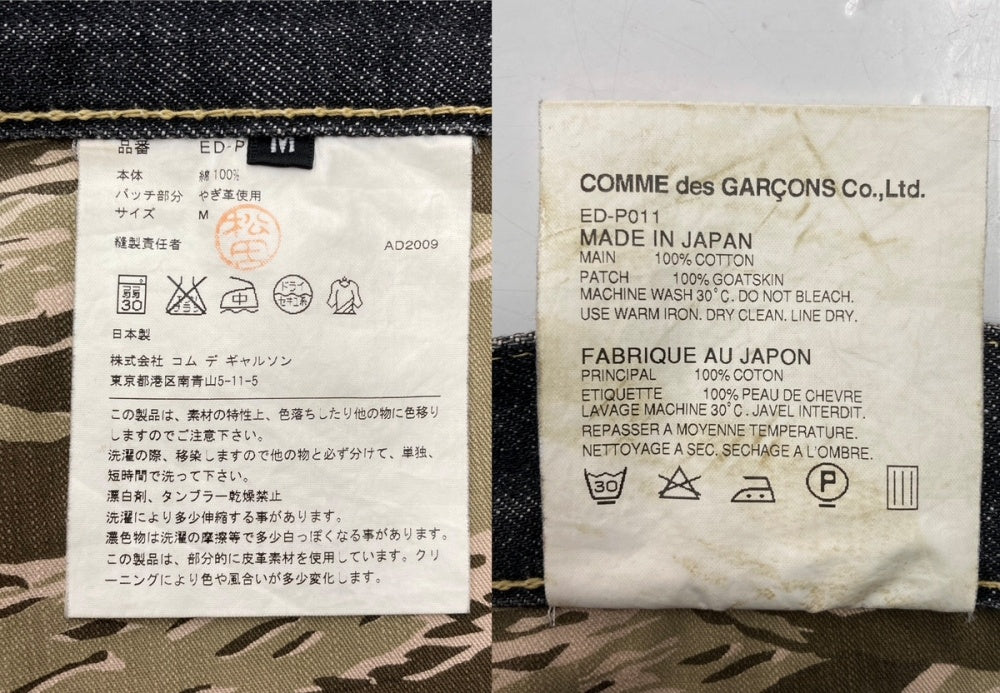 M
品番 ED-P
本体 綿100%
パッチ部分 やぎ革使用
サイズ M
松居
縫製責任者 AD2009
30
エンソ サラシ
中
ドライ
セキユ系
日本製
株式会社 コム デ ギャルソン
東京都港区南青山5-11-5
この製品は、素材の特性上、色落ちしたり他の物に色移り
しますのでご注意下さい。
洗濯の際、移染しますので他の物と必ず分けて、単独、
短時間で洗って下さい。
漂白剤、タンブラー乾燥禁止
洗濯により多少伸縮する事があります。
濃色物は洗濯の摩擦等で多少白っぽくなる事があります。
この製品は、部分的に皮革素材を使用しています。クリ
ーニングにより色や風合いが多少変化します。
COMME des GARÇONS Co.,Ltd.
ED-P011
MADE IN JAPAN
MAIN 100% COTTON
PATCH 100% GOATSKIN
MACHINE WASH 30°C. DO NOT BLEACH.
USE WARM IRON. DRY CLEAN. LINE DRY.
FABRIQUE AU JAPON
PRINCIPAL 100% COTON
ETIQUETTE 100% PEAU DE CHEVRE
LAVAGE MACHINE 30°C. JAVEL INTERDIT.
REPASSER A MOYENNE TEMPERATURE.
NETTOYAGE A SEC. SECHAGE A L'OMBRE.
30
P